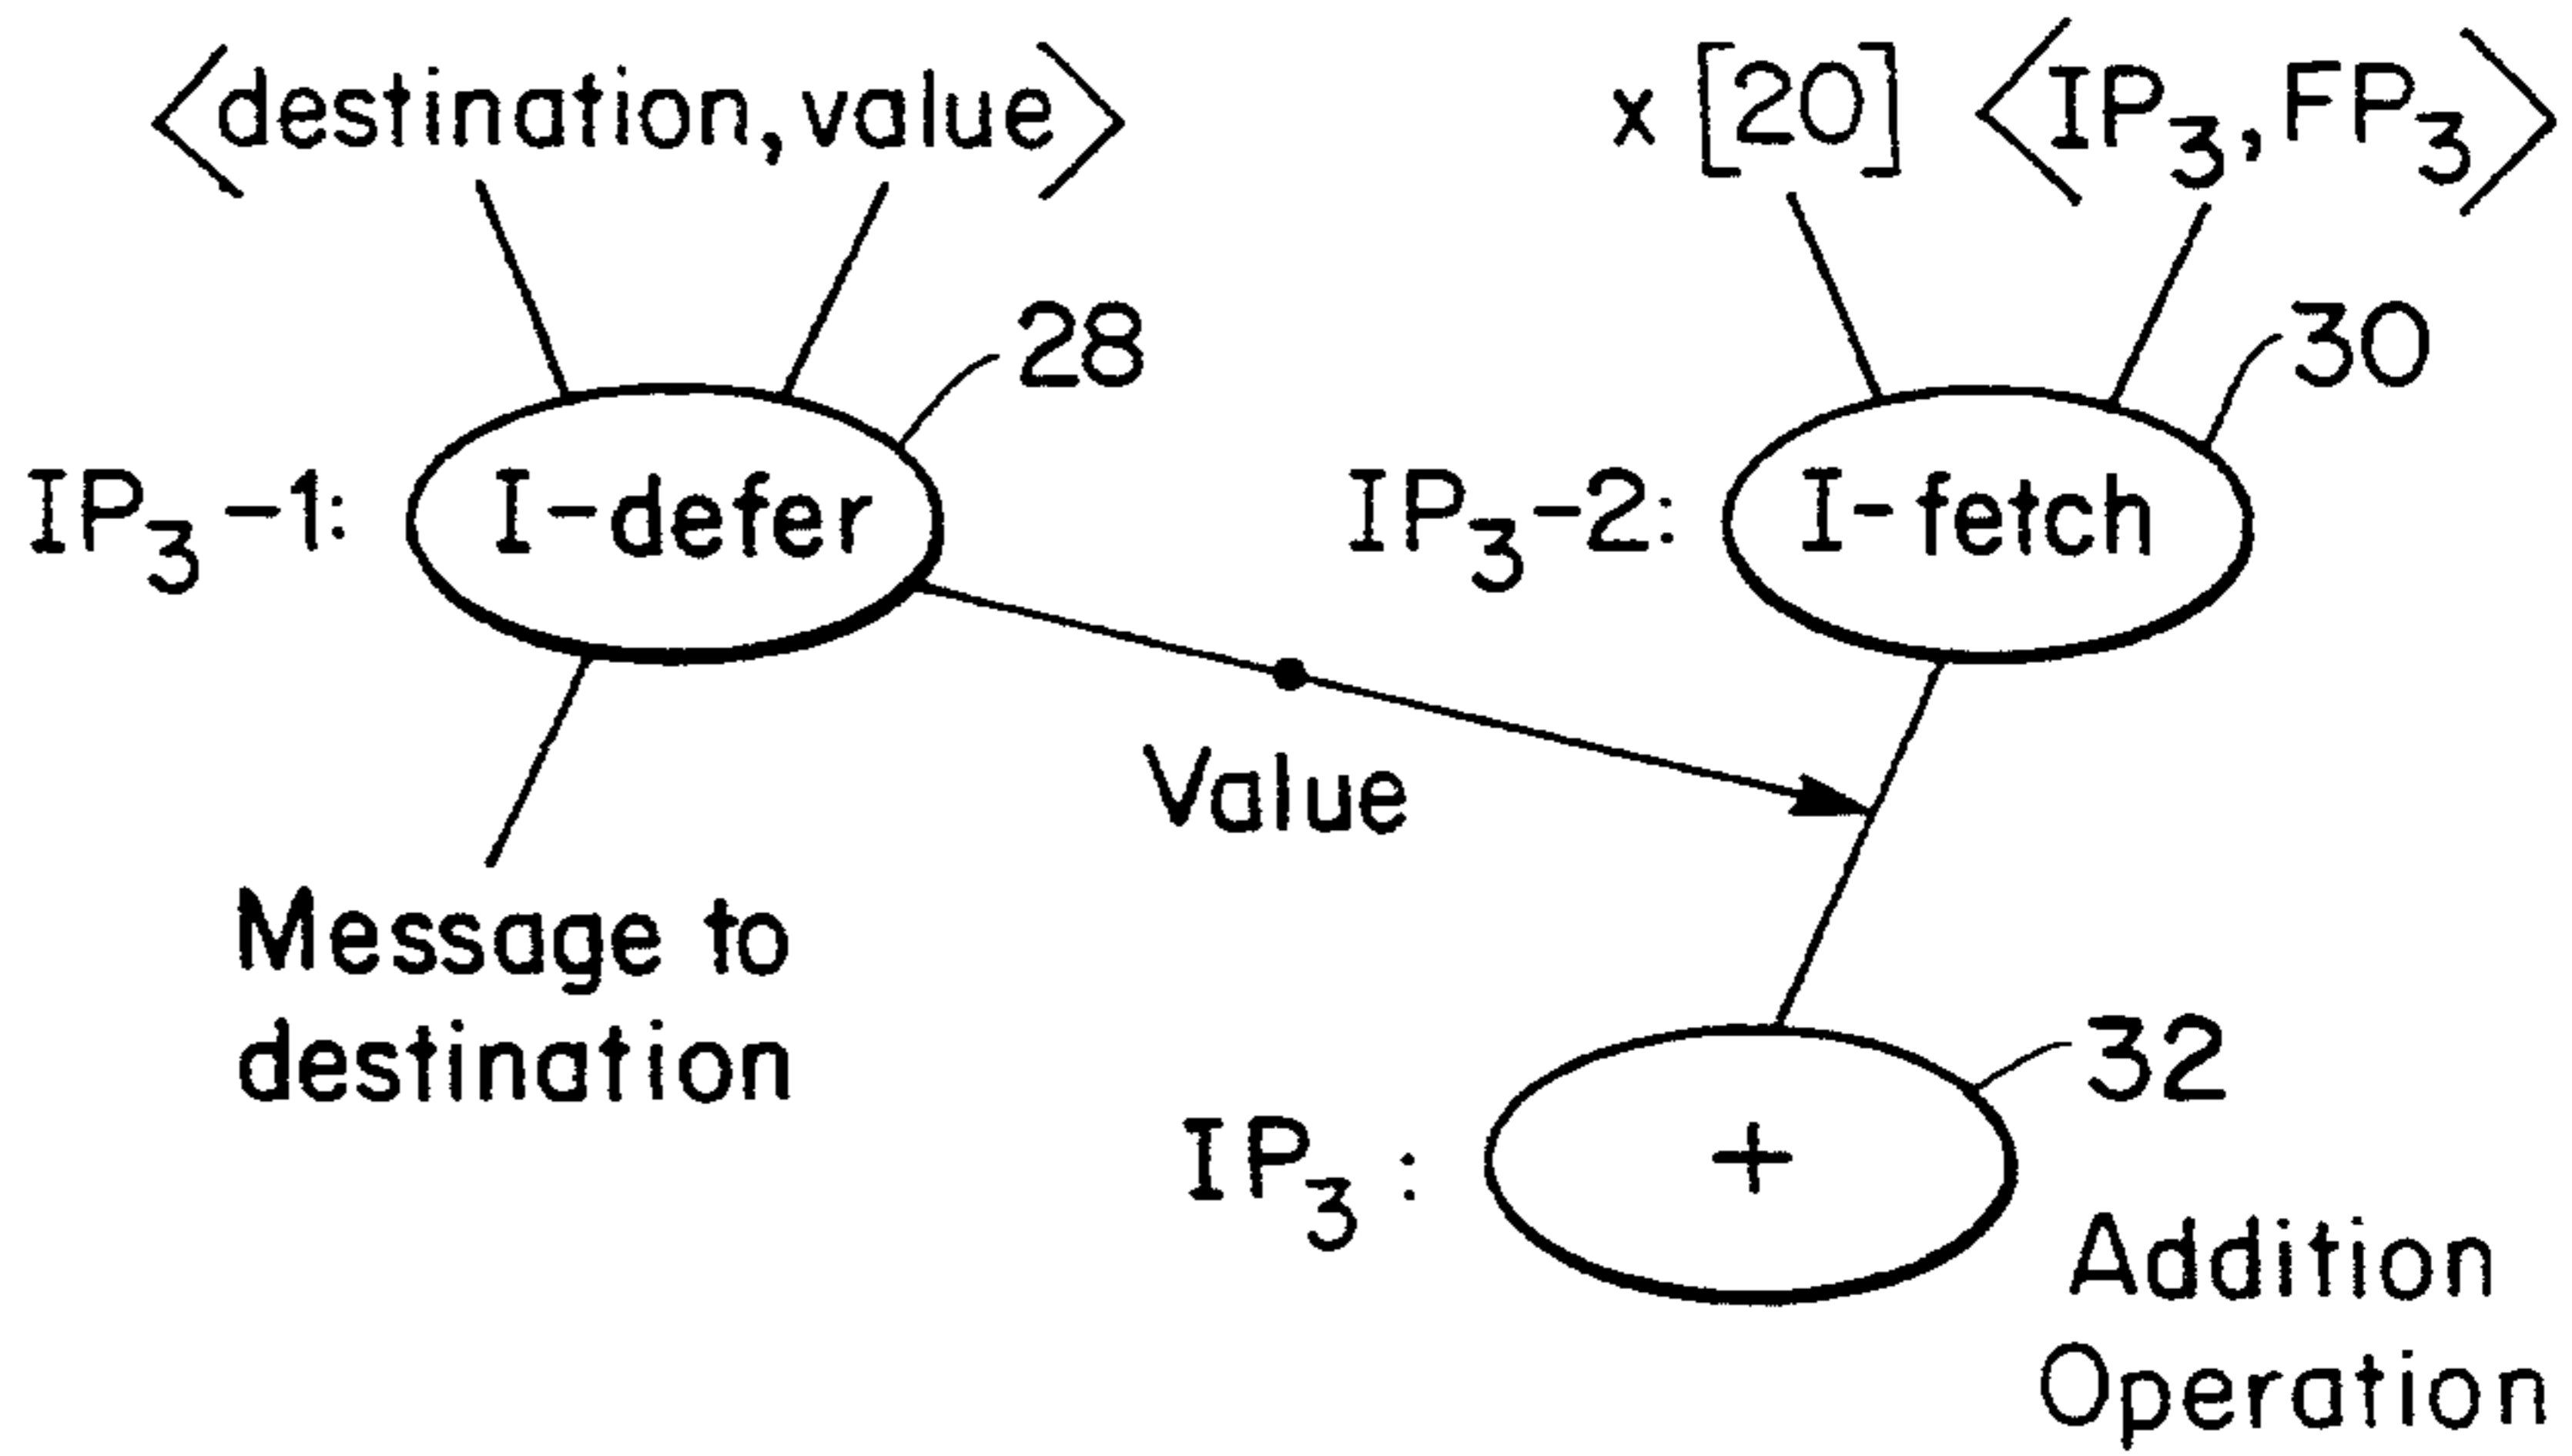 <destination, value>
x [20] <IP₃, FP₃>
28
30
IP₃-1: I-defer
IP₃-2: I-fetch
Value
Message to
destination
32
IP₃ : +
Addition
Operation